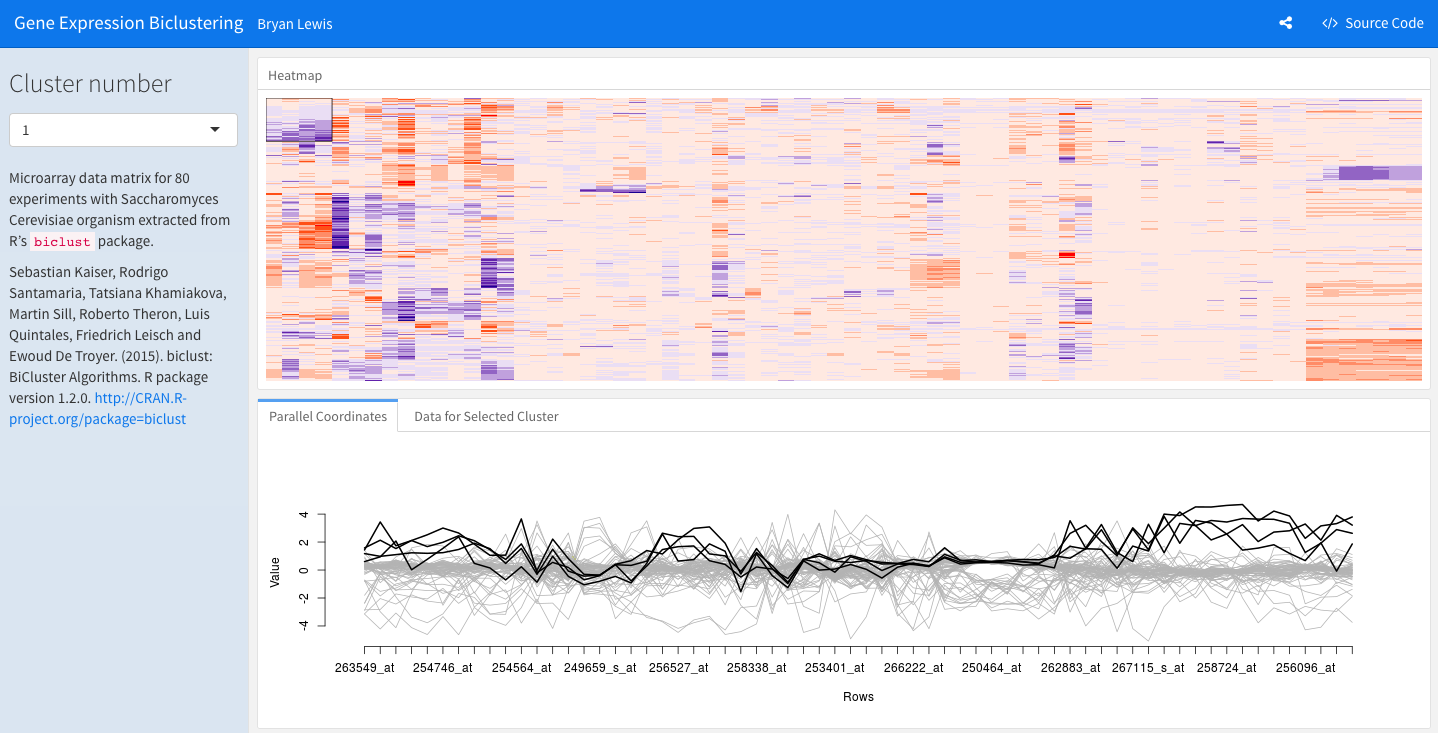 Gene Expression Biclustering Bryan Lewis Source Code
Cluster number
1
Microarray data matrix for 80
experiments with Saccharomyces
Cerevisiae organism extracted from
R's biclust package.
Sebastian Kaiser, Rodrigo
Santamaria, Tatsiana Khamiakova,
Martin Sill, Roberto Theron, Luis
Quintales, Friedrich Leisch and
Ewoud De Troyer. (2015). biclust:
BiCluster Algorithms. R package
version 1.2.0. http://CRAN.R-
project.org/package=biclust
Heatmap
Parallel Coordinates Data for Selected Cluster
Value
4
2
0
-2
-4
263549_at 254746_at 254564_at 249659_s_at 256527_at 258338_at 253401_at 266222_at 250464_at 262883_at 267115_s_at 258724_at 256096_at
Rows